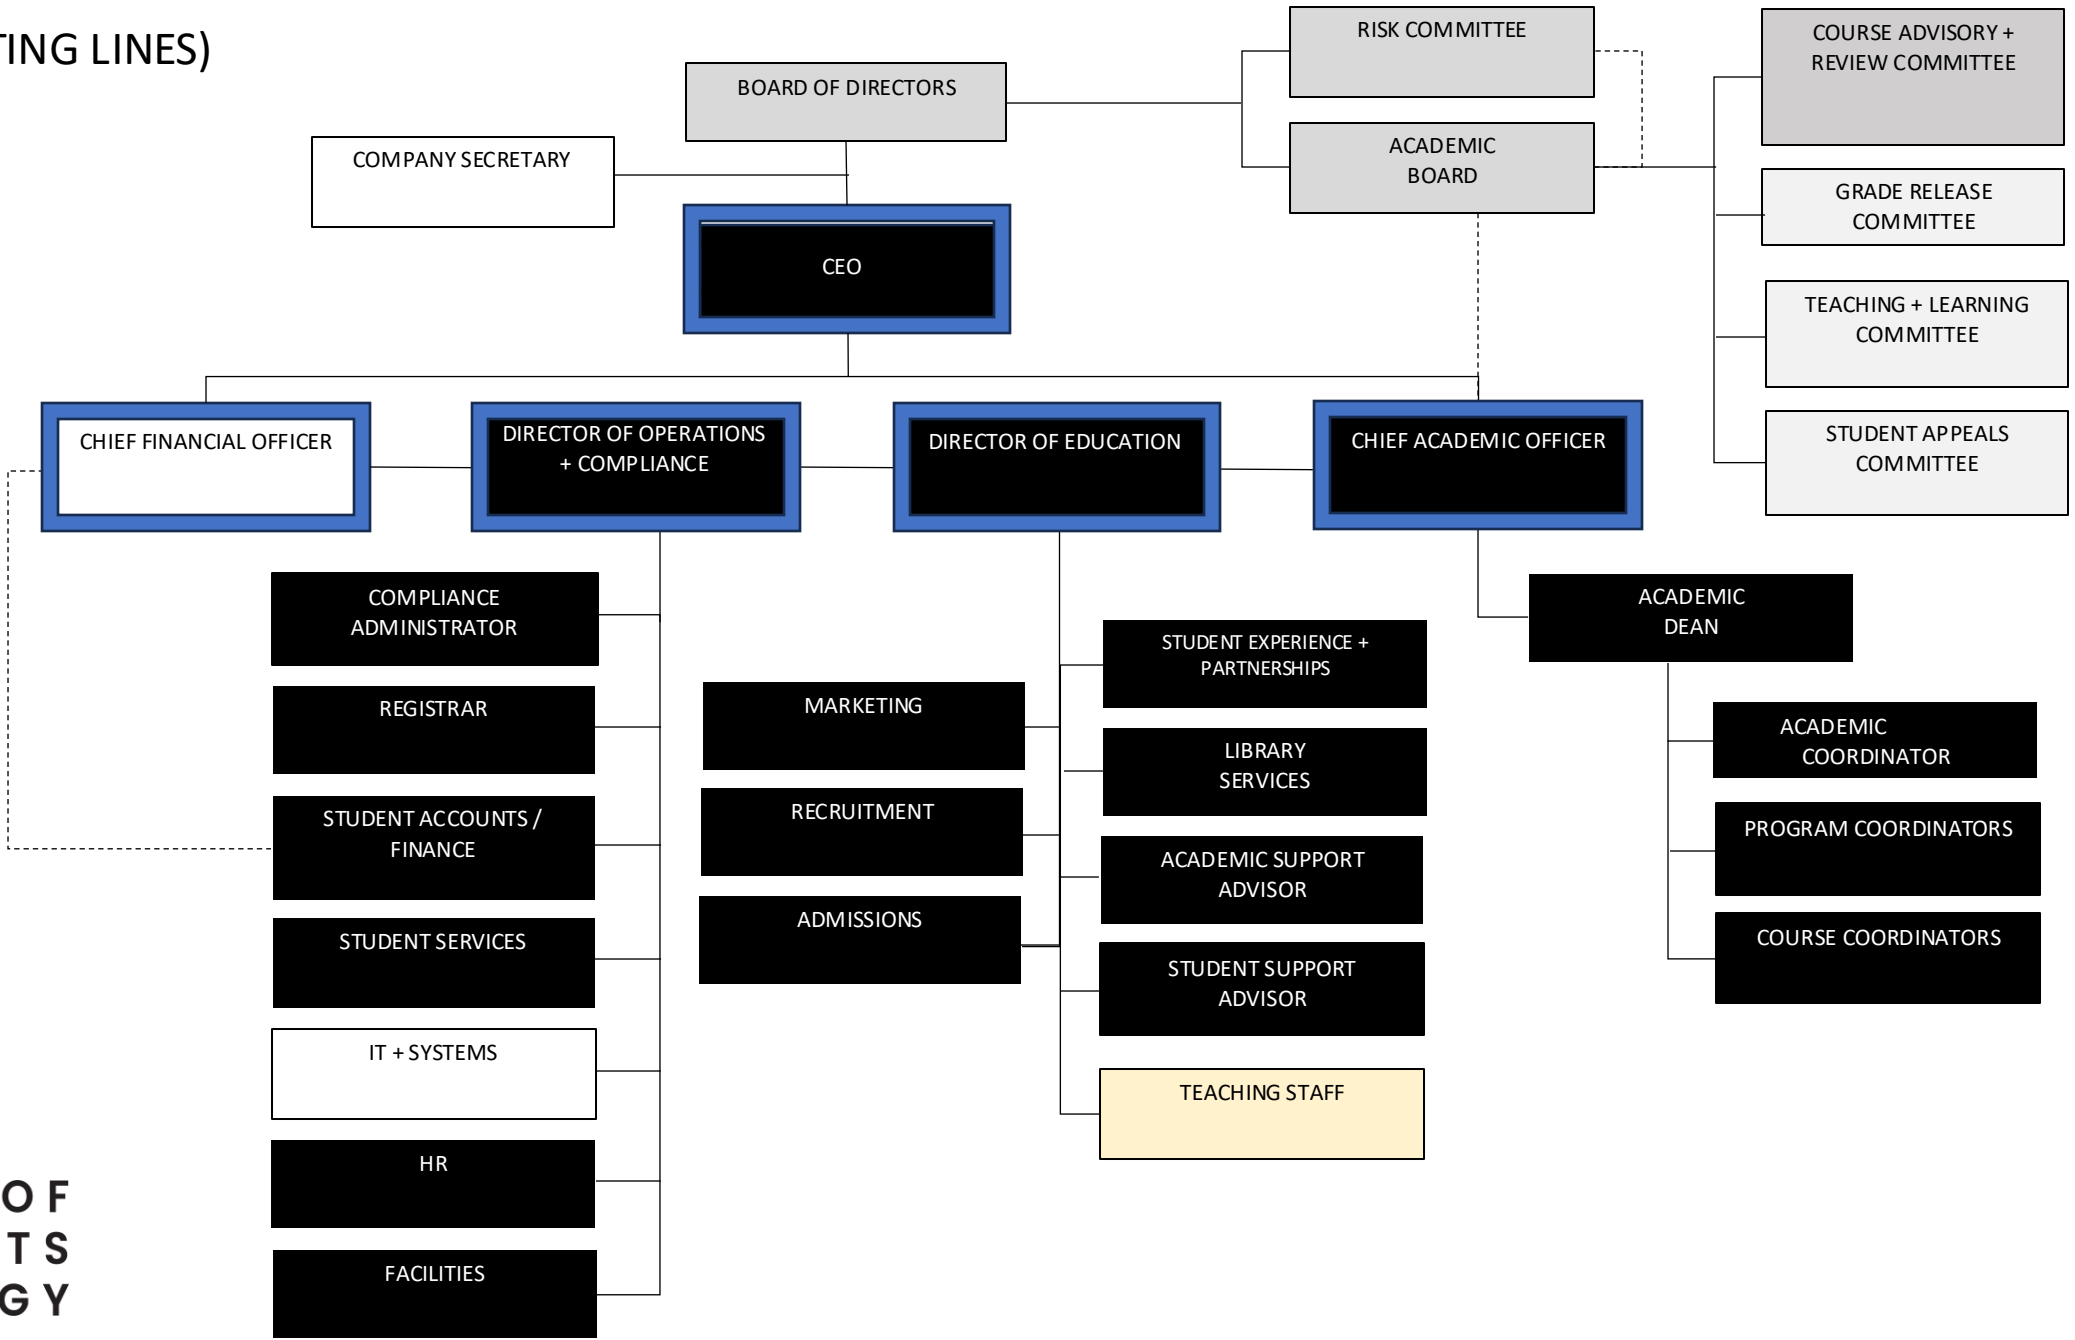 TING LINES)
RISK COMMITTEE
COURSE ADVISORY +
REVIEW COMMITTEE
BOARD OF DIRECTORS
COMPANY SECRETARY
ACADEMIC
BOARD
GRADE RELEASE
COMMITTEE
CEO
TEACHING + LEARNING
COMMITTEE
CHIEF FINANCIAL OFFICER
DIRECTOR OF OPERATIONS
+ COMPLIANCE
DIRECTOR OF EDUCATION
CHIEF ACADEMIC OFFICER
STUDENT APPEALS
COMMITTEE
COMPLIANCE
ADMINISTRATOR
REGISTRAR
STUDENT ACCOUNTS /
FINANCE
STUDENT SERVICES
IT + SYSTEMS
HR
FACILITIES
MARKETING
RECRUITMENT
ADMISSIONS
STUDENT EXPERIENCE +
PARTNERSHIPS
LIBRARY
SERVICES
ACADEMIC SUPPORT
ADVISOR
STUDENT SUPPORT
ADVISOR
TEACHING STAFF
ACADEMIC
DEAN
ACADEMIC
COORDINATOR
PROGRAM COORDINATORS
COURSE COORDINATORS
OF
TS
GY